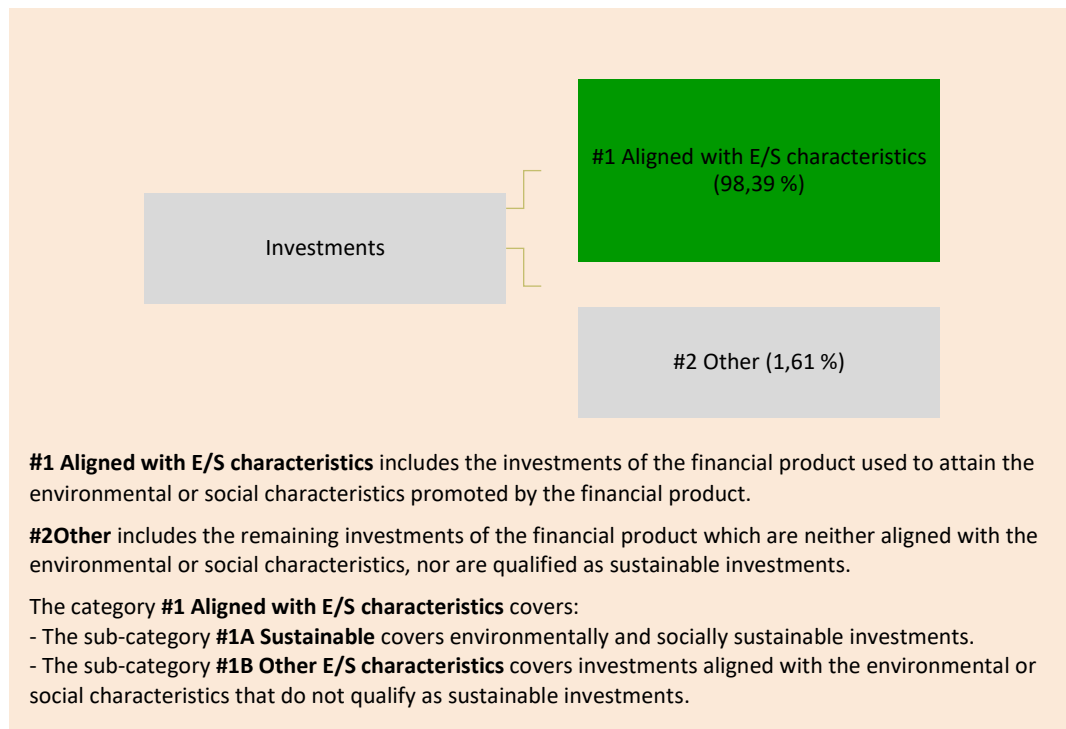 #1 Aligned with E/S characteristics
(98,39 %)
Investments
#2 Other (1,61 %)
#1 Aligned with E/S characteristics includes the investments of the financial product used to attain the
environmental or social characteristics promoted by the financial product.
#2Other includes the remaining investments of the financial product which are neither aligned with the
environmental or social characteristics, nor are qualified as sustainable investments.
The category #1 Aligned with E/S characteristics covers:
- The sub-category #1A Sustainable covers environmentally and socially sustainable investments.
- The sub-category #1B Other E/S characteristics covers investments aligned with the environmental or
social characteristics that do not qualify as sustainable investments.